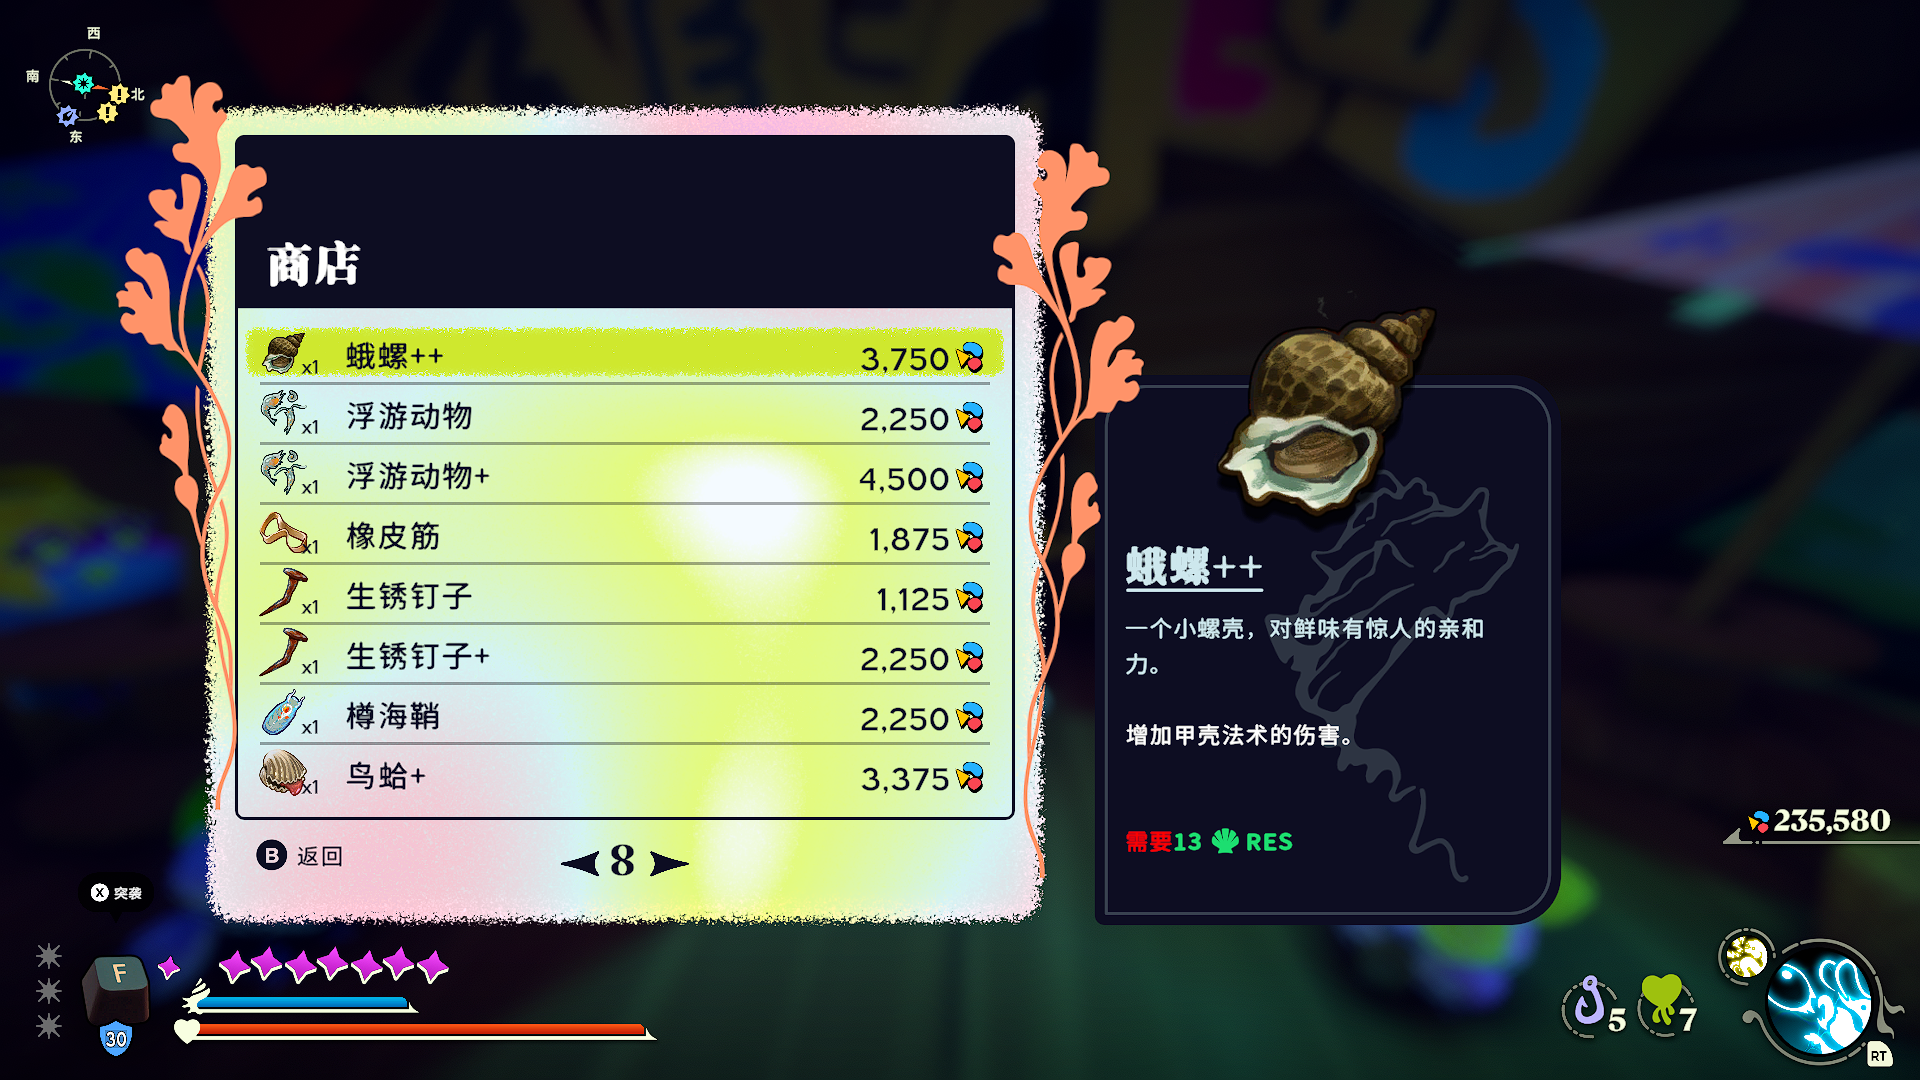 西
南
北
东
商店
x1 蛾螺++ 3,750
x1 浮游动物 2,250
x1 浮游动物+ 4,500
x1 橡皮筋 1,875
x1 生锈钉子 1,125
x1 生锈钉子+ 2,250
x1 樽海鞘 2,250
x1 鸟蛤+ 3,375
B 返回
8
蛾螺++
一个小螺壳，对鲜味有惊人的亲和
力。
增加甲壳法术的伤害。
需要13 RES
235,580
X 突袭
F
30
5
7
RT